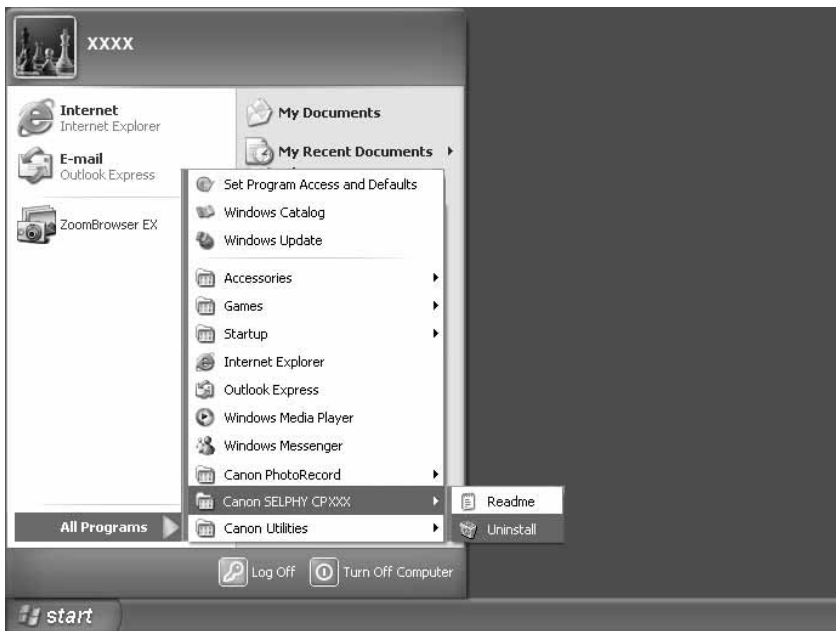 xxxx
Internet
Internet Explorer
E-mail
Outlook Express
ZoomBrowser EX
My Documents
My Recent Documents
Set Program Access and Defaults
Windows Catalog
Windows Update
Accessories
Games
Startup
Internet Explorer
Outlook Express
Windows Media Player
Windows Messenger
Canon PhotoRecord
Canon SELPHY CPXXX
Canon Utilities
Readme
Uninstall
All Programs
Log Off
Turn Off Computer
start